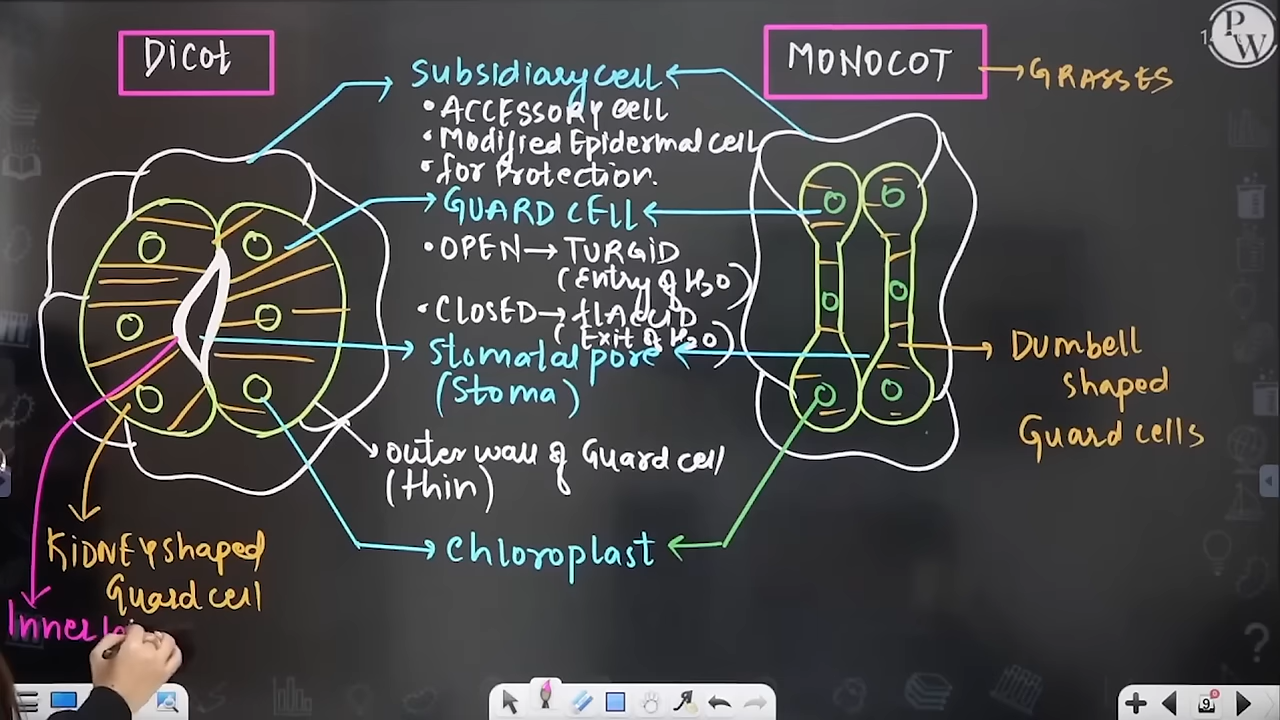 Dicot
MONOCOT
GRASSES
PW
Subsidiary cell
• ACCESSORY cell
• Modified Epidermal cell
• for Protection.
GUARD CELL
• OPEN → TURGID
(Entry of H2O)
• CLOSED → flACCID
(Exit of H2O)
Stomatal pore
(Stoma)
Dumbell
shaped
Guard cells
outer wall of Guard cell
(thin)
Chloroplast
KIDNEY shaped
Guard cell
Inner
9